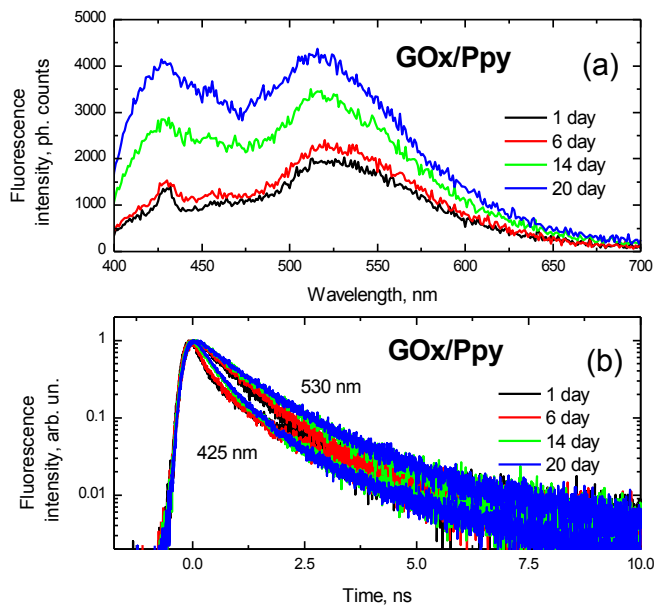 5000
4000
3000
2000
1000
0
Fluorescence
intensity, ph. counts
GOx/Ppy
(a)
1 day
6 day
14 day
20 day
400 450 500 550 600 650 700
Wavelength, nm
1
0.1
0.01
Fluorescence
intensity, arb. un.
GOx/Ppy
(b)
530 nm
425 nm
1 day
6 day
14 day
20 day
0.0 2.5 5.0 7.5 10.0
Time, ns